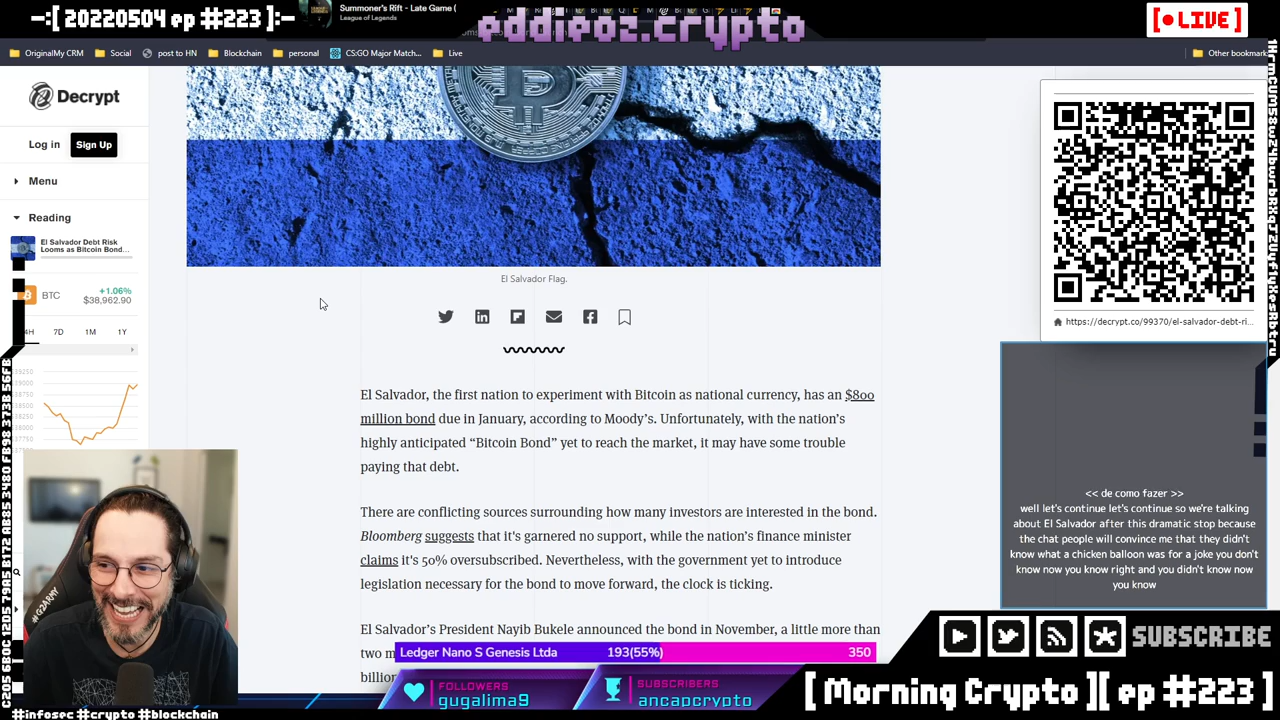 -:[ 20220504 ep #223 ]:-
Summoner's Rift - Late Game (
League of Legends
eddieoz.crypto
[•LIVE]
OriginalMy CRM
Social
post to HN
Blockchain
personal
CS:GO Major Match...
Live
Other bookmark
Decrypt
Log in
Sign Up
Menu
Reading
El Salvador Debt Risk
Looms as Bitcoin Bond...
BTC
+1.06%
$38,962.90
7D
1M
1Y
39250
39000
38750
38500
38250
38000
37750
El Salvador Flag.
El Salvador, the first nation to experiment with Bitcoin as national currency, has an $800
million bond due in January, according to Moody's. Unfortunately, with the nation's
highly anticipated “Bitcoin Bond” yet to reach the market, it may have some trouble
paying that debt.
There are conflicting sources surrounding how many investors are interested in the bond.
Bloomberg suggests that it's garnered no support, while the nation's finance minister
claims it's 50% oversubscribed. Nevertheless, with the government yet to introduce
legislation necessary for the bond to move forward, the clock is ticking.
El Salvador's President Nayib Bukele announced the bond in November, a little more than
two m
billion
https://decrypt.co/99370/el-salvador-debt-ri...
<< de como fazer >>
well let's continue let's continue so we're talking
about El Salvador after this dramatic stop because
the chat people will convince me that they didn't
know what a chicken balloon was for a joke you don't
know now you know right and you didn't know now
you know
Ledger Nano S Genesis Ltda
193(55%)
350
FOLLOWERS
gugalima9
SUBSCRIBERS
ancapcrypto
SUBSCRIBE
[ Morning Crypto ][ ep #223 ]
#infosec #crypto #blockchain